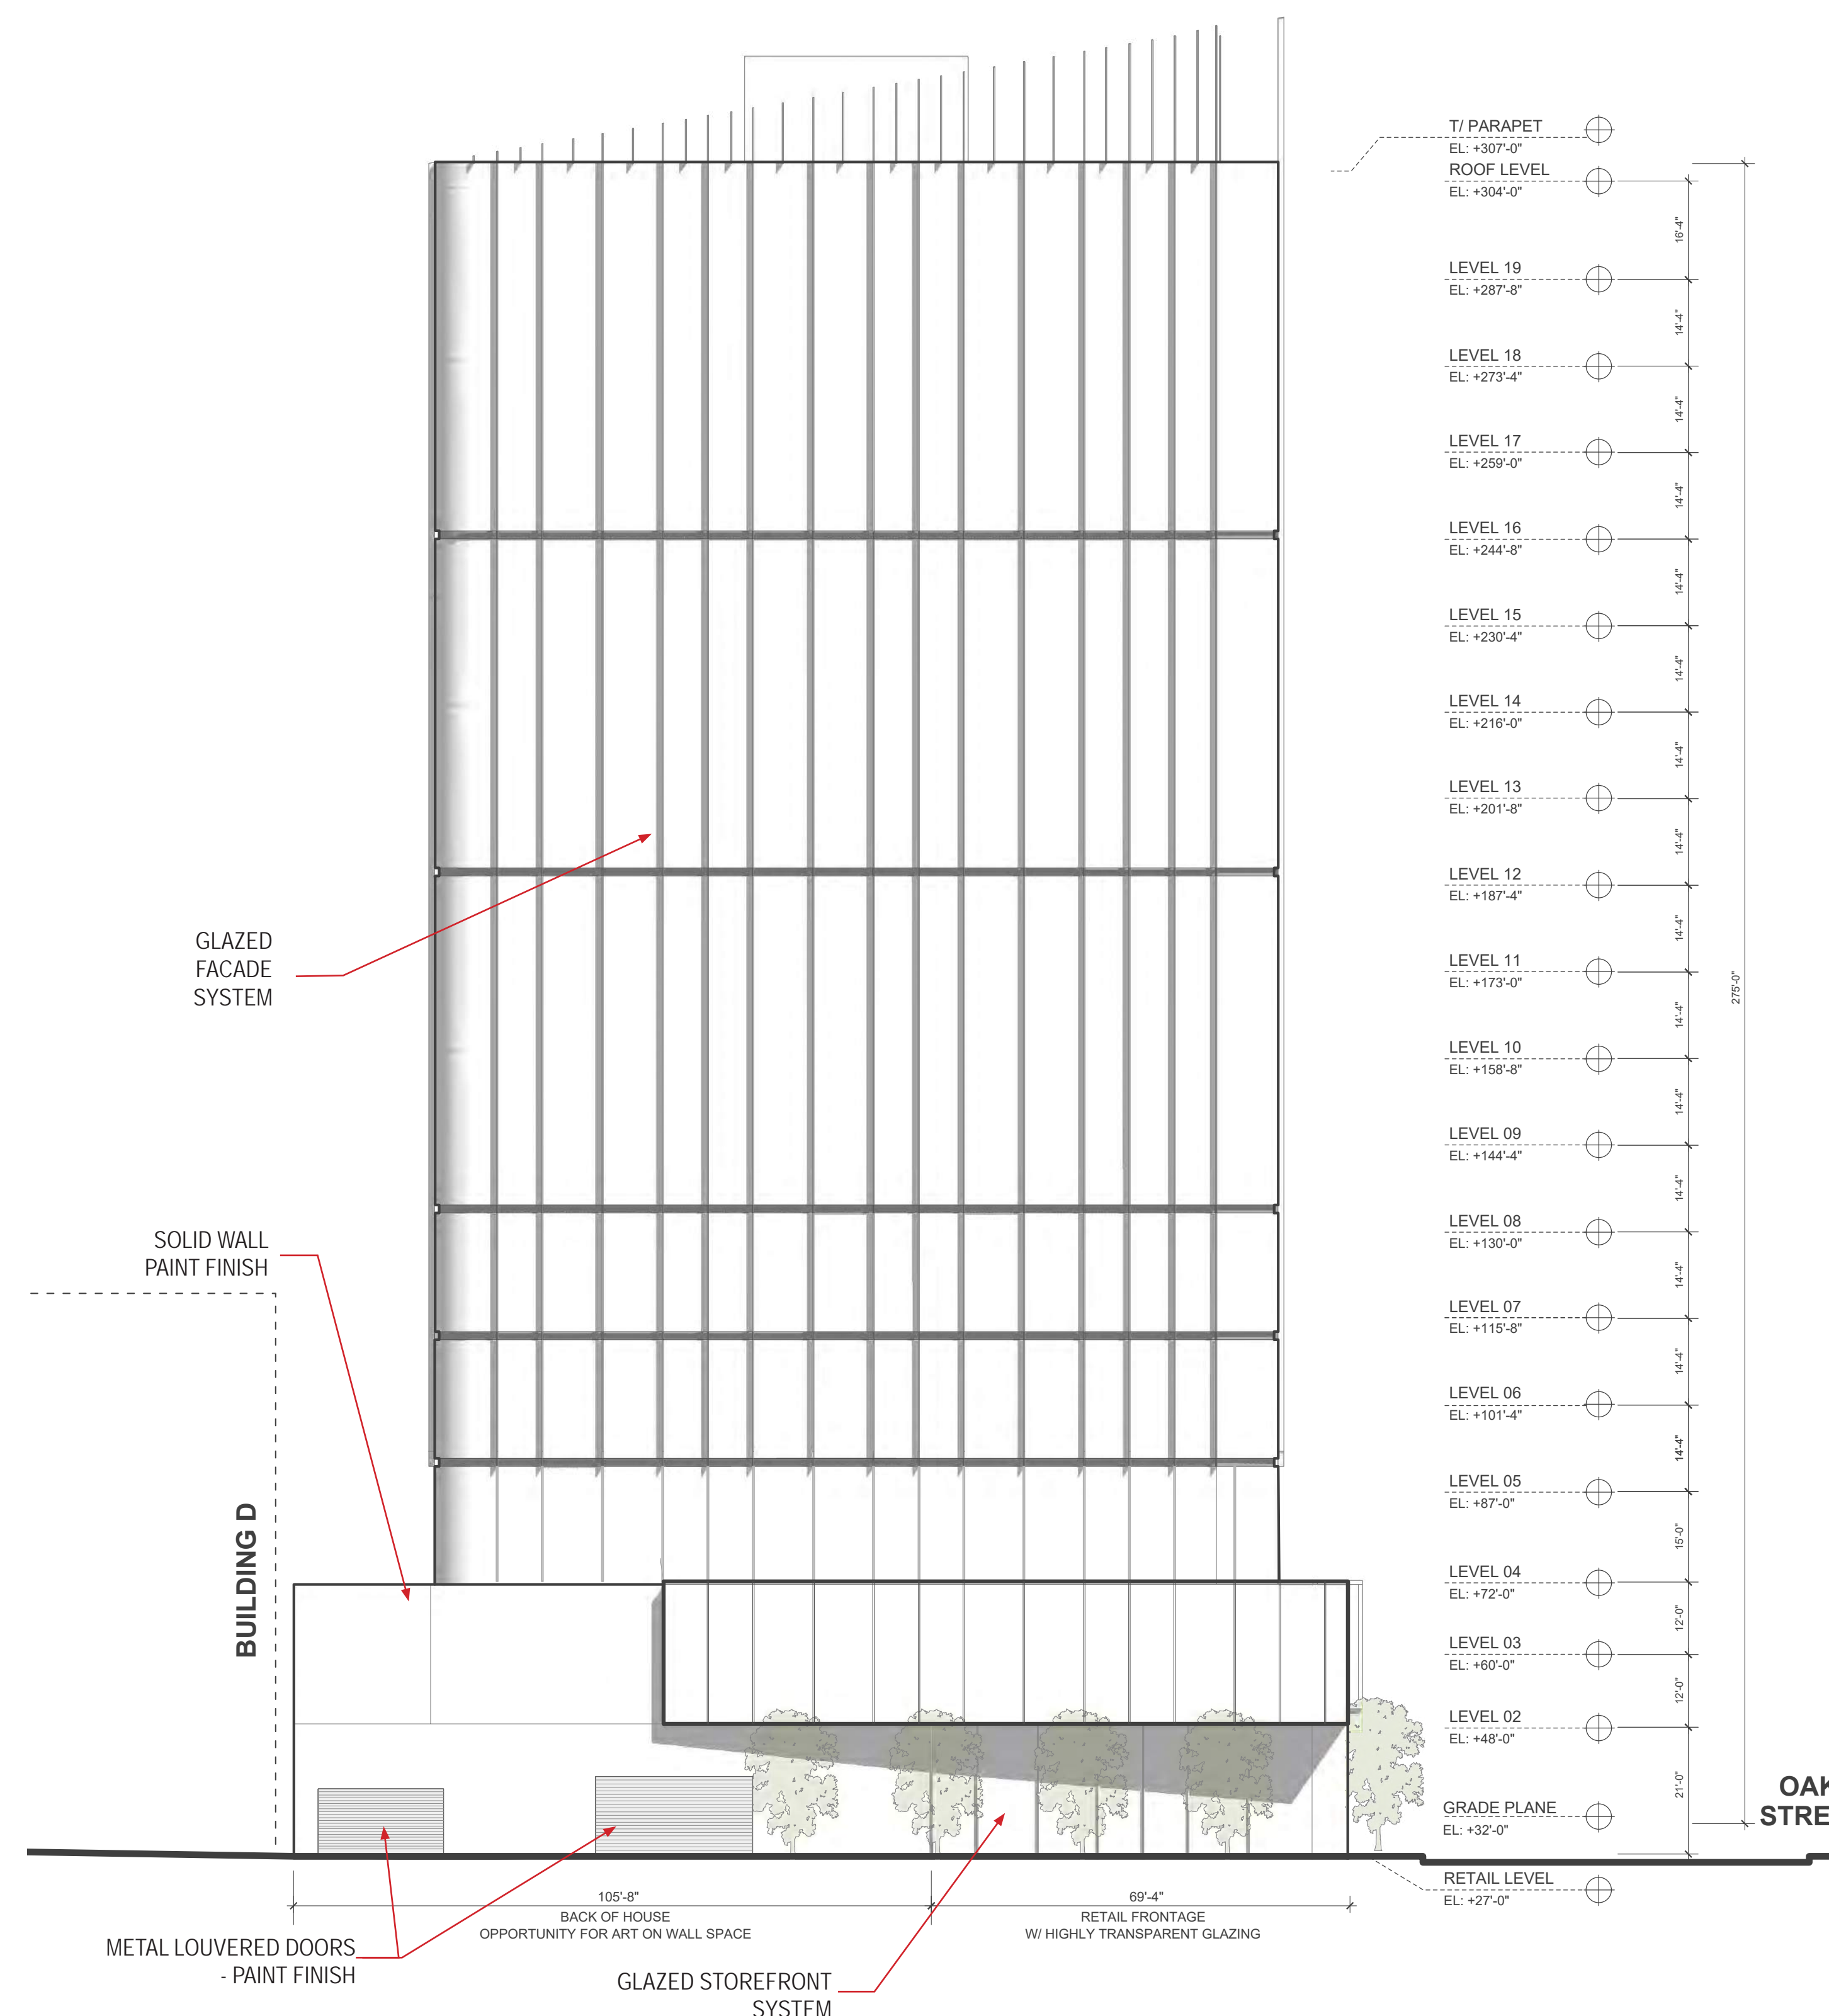 T/ PARAPET
EL: +307'-0"
ROOF LEVEL
EL: +304'-0"
16'-4"
LEVEL 19
EL: +287'-8"
14'-4"
LEVEL 18
EL: +273'-4"
14'-4"
LEVEL 17
EL: +259'-0"
14'-4"
LEVEL 16
EL: +244'-8"
14'-4"
LEVEL 15
EL: +230'-4"
14'-4"
LEVEL 14
EL: +216'-0"
14'-4"
LEVEL 13
EL: +201'-8"
14'-4"
LEVEL 12
EL: +187'-4"
14'-4"
LEVEL 11
EL: +173'-0"
14'-4"
LEVEL 10
EL: +158'-8"
14'-4"
LEVEL 09
EL: +144'-4"
14'-4"
LEVEL 08
EL: +130'-0"
14'-4"
LEVEL 07
EL: +115'-8"
14'-4"
LEVEL 06
EL: +101'-4"
14'-4"
LEVEL 05
EL: +87'-0"
15'-0"
LEVEL 04
EL: +72'-0"
12'-0"
LEVEL 03
EL: +60'-0"
12'-0"
LEVEL 02
EL: +48'-0"
21'-0"
GRADE PLANE
EL: +32'-0"
RETAIL LEVEL
EL: +27'-0"
275'-0"
OAK
STRE
GLAZED
FACADE
SYSTEM
SOLID WALL
PAINT FINISH
BUILDING D
105'-8"
BACK OF HOUSE
OPPORTUNITY FOR ART ON WALL SPACE
69'-4"
RETAIL FRONTAGE
W/ HIGHLY TRANSPARENT GLAZING
METAL LOUVERED DOORS
- PAINT FINISH
GLAZED STOREFRONT
SYSTEM